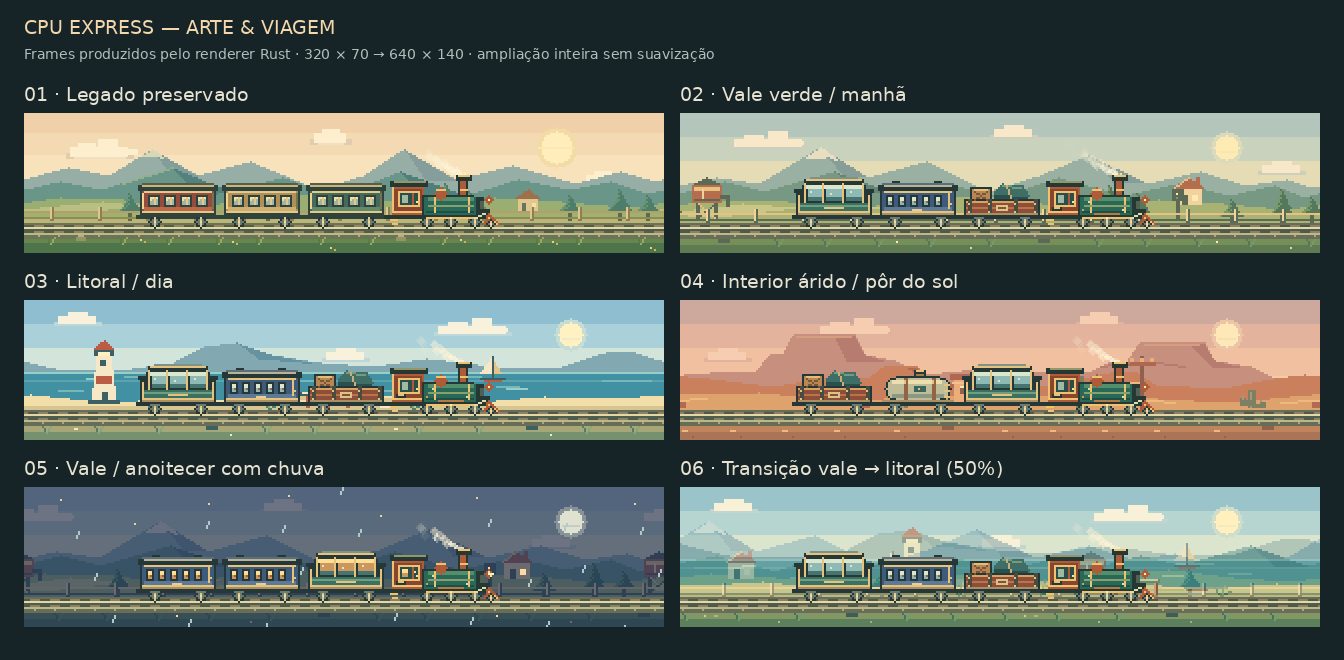 CPU EXPRESS — ARTE & VIAGEM
Frames produzidos pelo renderer Rust · 320 × 70 → 640 × 140 · ampliação inteira sem suavização
01 · Legado preservado
02 · Vale verde / manhã
03 · Litoral / dia
04 · Interior árido / pôr do sol
05 · Vale / anoitecer com chuva
06 · Transição vale → litoral (50%)